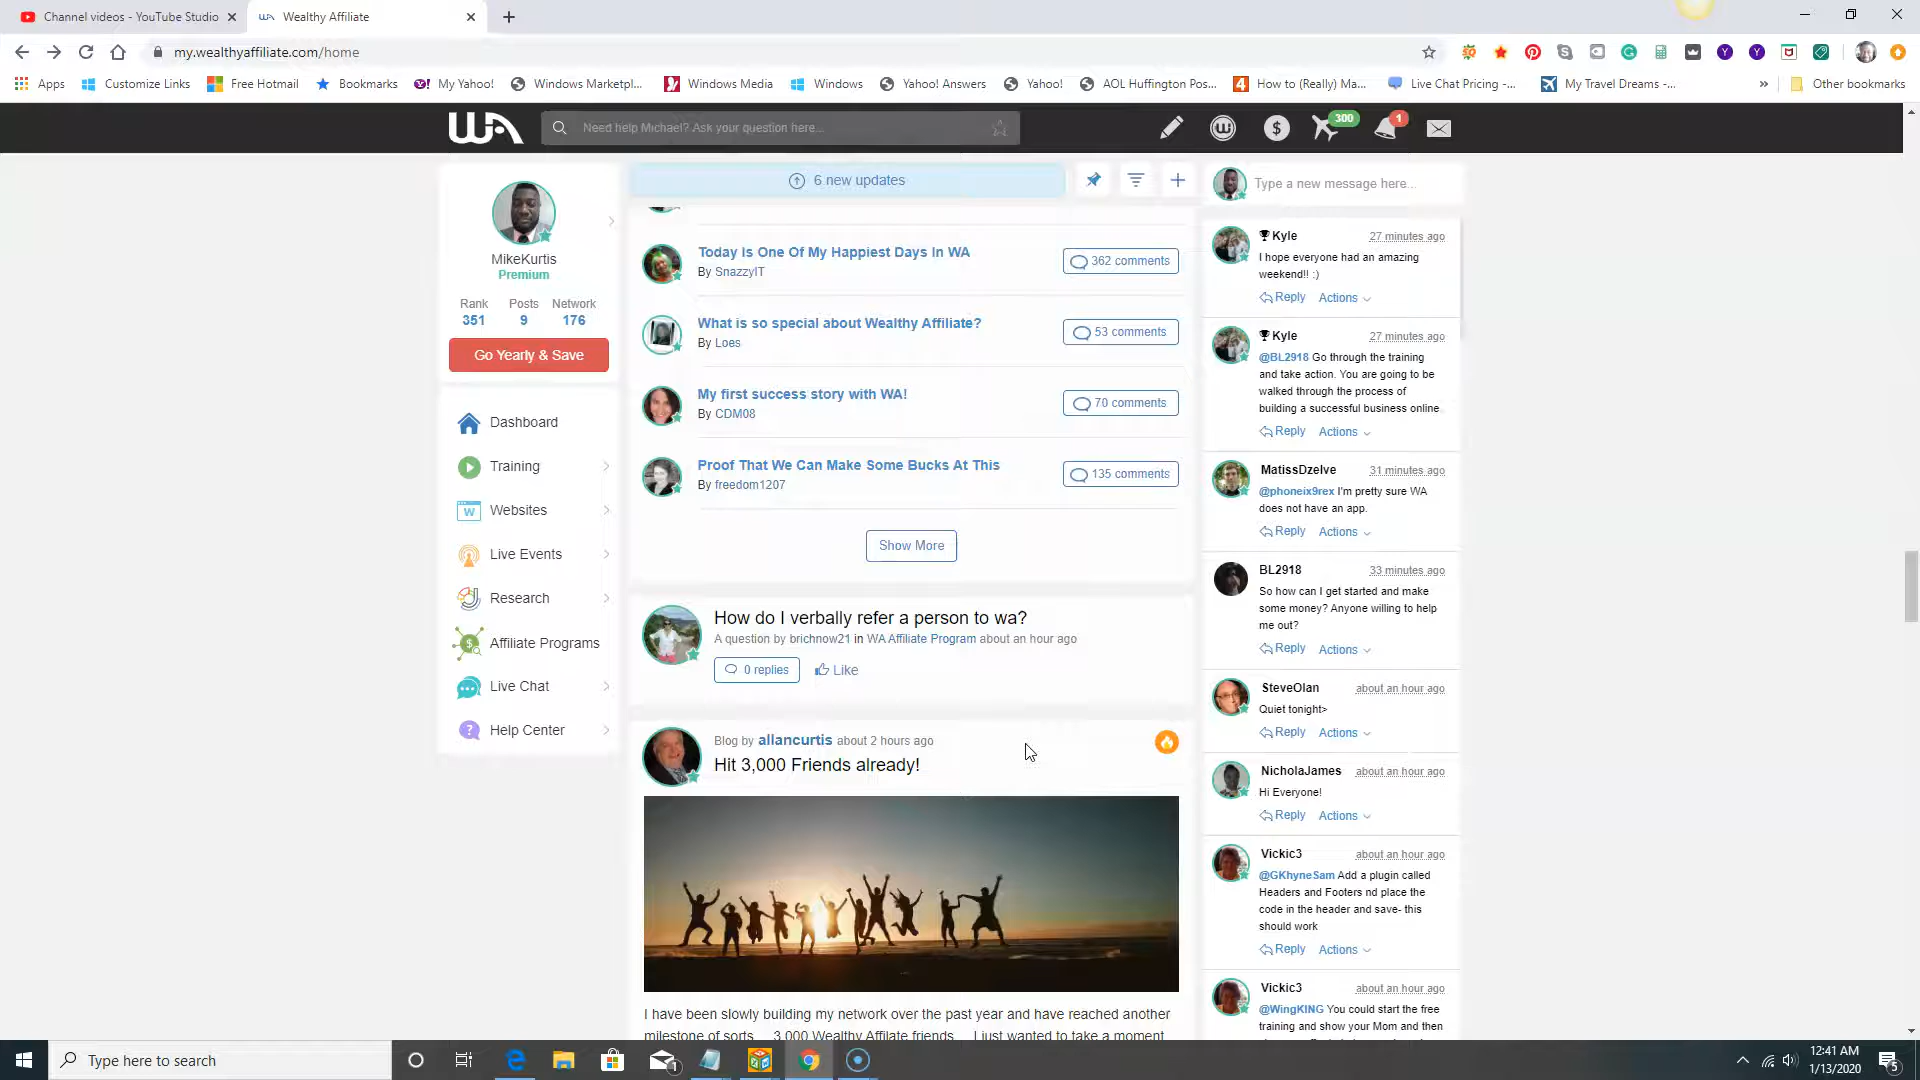 Channel videos - YouTube Studio
Wealthy Affiliate
my.wealthyaffiliate.com/home
Apps
Customize Links
Free Hotmail
Bookmarks
My Yahoo!
Windows Marketpl...
Windows Media
Windows
Yahoo! Answers
Yahoo!
AOL Huffington Pos...
How to (Really) Ma...
Live Chat Pricing -...
My Travel Dreams -...
»
Other bookmarks
WA
Need help Michael? Ask your question here...
300
1
MikeKurtis
Premium
Rank Posts Network
351 9 176
Go Yearly & Save
Dashboard
Training
Websites
Live Events
Research
Affiliate Programs
Live Chat
Help Center
6 new updates
Today Is One Of My Happiest Days In WA
By SnazzyIT
362 comments
What is so special about Wealthy Affiliate?
By Loes
53 comments
My first success story with WA!
By CDM08
70 comments
Proof That We Can Make Some Bucks At This
By freedom1207
135 comments
Show More
How do I verbally refer a person to wa?
A question by brichnow21 in WA Affiliate Program about an hour ago
0 replies Like
Blog by allancurtis about 2 hours ago
Hit 3,000 Friends already!
I have been slowly building my network over the past year and have reached another
milestone of sorts ... 3,000 Wealthy Affilate friends. ... I just wanted to take a moment
Type a new message here...
Kyle 27 minutes ago
I hope everyone had an amazing
weekend!! :)
Reply Actions
Kyle 27 minutes ago
@BL2918 Go through the training
and take action. You are going to be
walked through the process of
building a successful business online
Reply Actions
MatissDzelve 31 minutes ago
@phoneix9rex I'm pretty sure WA
does not have an app.
Reply Actions
BL2918 33 minutes ago
So how can I get started and make
some money? Anyone willing to help
me out?
Reply Actions
SteveOlan about an hour ago
Quiet tonight>
Reply Actions
NicholaJames about an hour ago
Hi Everyone!
Reply Actions
Vickic3 about an hour ago
@GKhyneSam Add a plugin called
Headers and Footers nd place the
code in the header and save- this
should work
Reply Actions
Vickic3 about an hour ago
@WingKING You could start the free
training and show your Mom and then
Type here to search
1
12:41 AM
1/13/2020
5